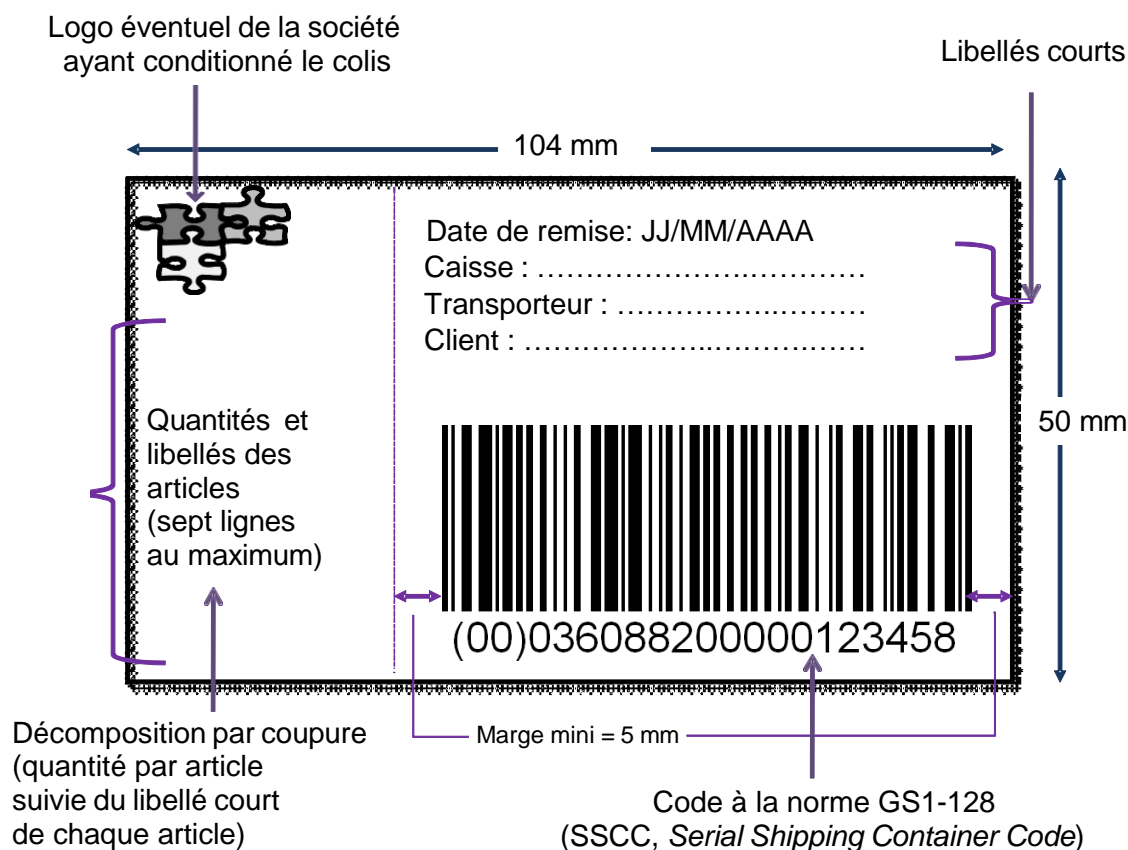 Logo éventuel de la société
ayant conditionné le colis
Libellés courts
104 mm
Date de remise: JJ/MM/AAAA
Caisse : …………………..…………
Transporteur : ……………..………
Client : ………………..……………
50 mm
Quantités et
libellés des
articles
(sept lignes
au maximum)
(00)036088200000123458
Marge mini = 5 mm
Décomposition par coupure
(quantité par article
suivie du libellé court
de chaque article)
Code à la norme GS1-128
(SSCC, Serial Shipping Container Code)